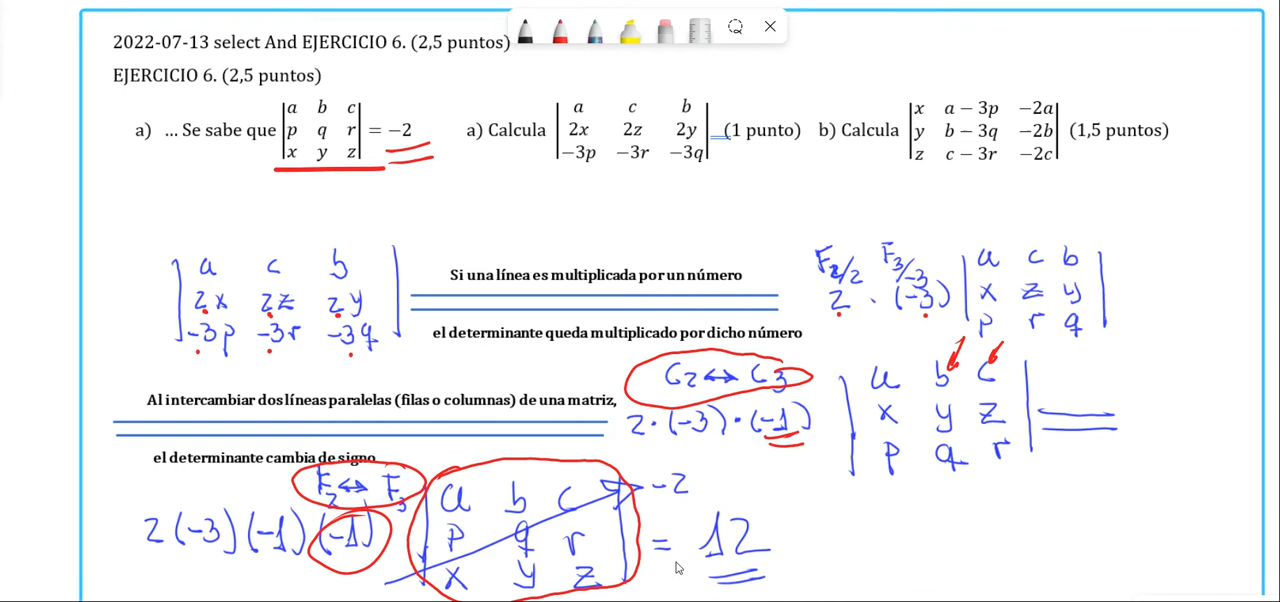 2022-07-13 select And EJERCICIO 6. (2,5 puntos)
EJERCICIO 6. (2,5 puntos)
a) ... Se sabe que |a b c| = −2 a) Calcula |a c b| (1 punto) b) Calcula |x a − 3p −2a| (1,5 puntos)
|p q r| |2x 2z 2y| |y b − 3q −2b|
|x y z| |−3p −3r −3q| |z c − 3r −2c|
|a c b|
|2x 2z 2y|
|-3p -3r -3q|
Si una línea es multiplicada por un número
el determinante queda multiplicado por dicho número
F2/2 F3/-3
2 · (-3) |a c b|
|x z y|
|p r q|
Al intercambiar dos líneas paralelas (filas o columnas) de una matriz,
el determinante cambia de signo
C2 ↔ C3
2 · (-3) · (-1) |a b c|
|x y z|
|p q r|
F2 ↔ F3
2 (-3) (-1) (-1) |a b c| -2
|p q r| = 12
|x y z|